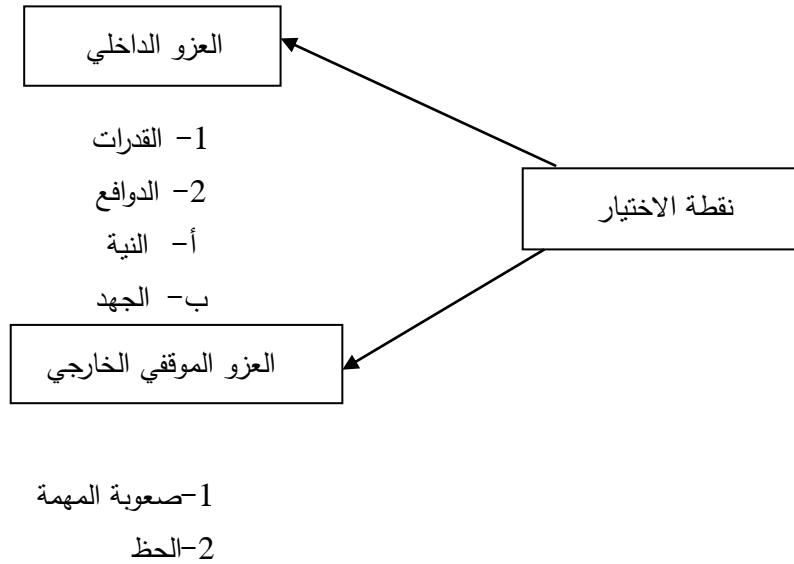 العزو الداخلي
1- القدرات
2- الدوافع
أ- النية
ب- الجهد
نقطة الاختيار
العزو الموقفي الخارجي
1-صعوبة المهمة
2-الحظ